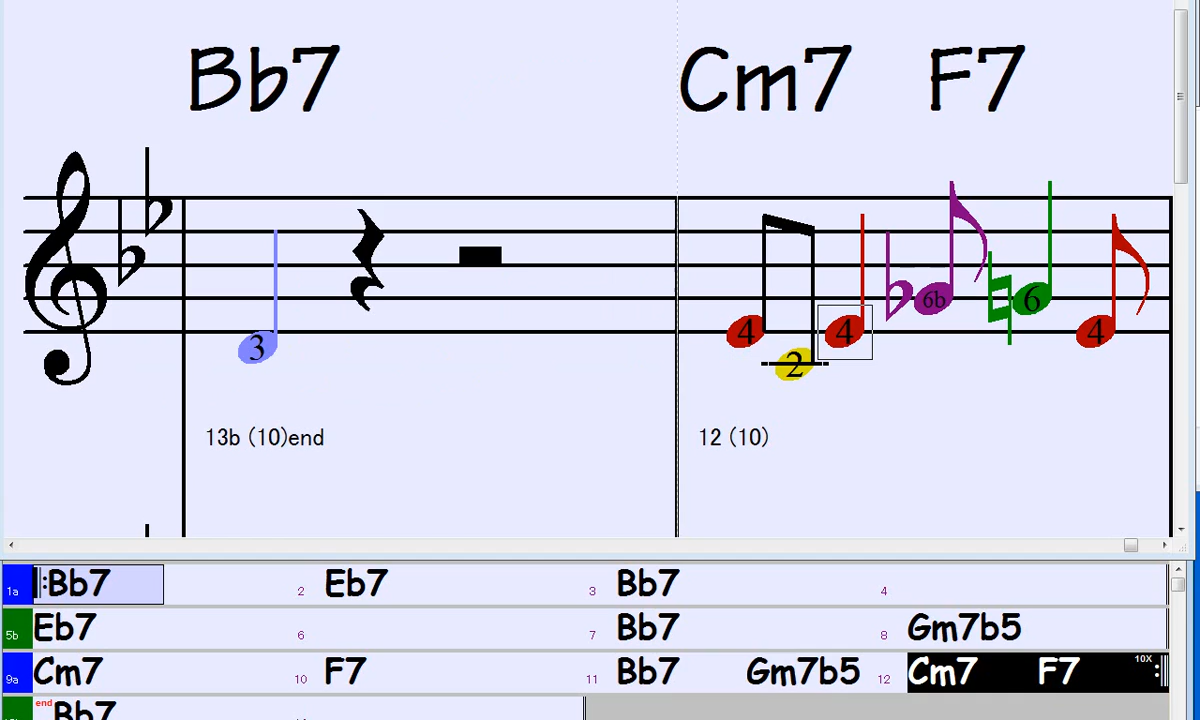 Bb7 Cm7 F7
3 4 2 4 6b 6 4
13b (10)end 12 (10)
1a Bb7 2 Eb7 3 Bb7 4
5b Eb7 6 7 Bb7 8 Gm7b5
9a Cm7 10 F7 11 Bb7 Gm7b5 12 Cm7 F7 10X
end Bb7